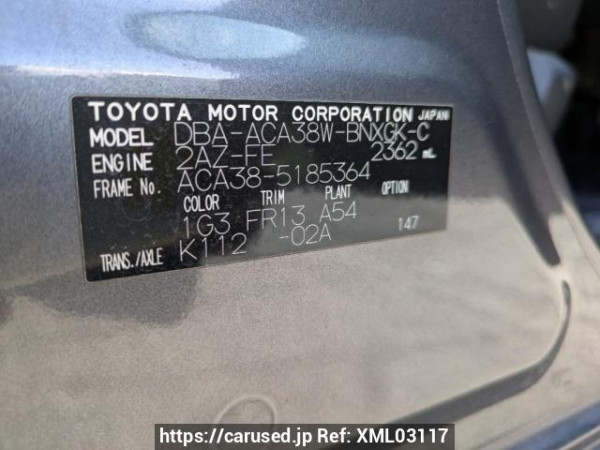 TOYOTA MOTOR CORPORATION JAPAN
MODEL DBA-ACA38W-BNXGK-C
ENGINE 2AZ-FE 2362 mL
FRAME No. ACA38-5185364
COLOR TRIM PLANT OPTION
1G3 FR13 A54 147
TRANS./AXLE K112 -02A
https://carused.jp Ref: XML03117